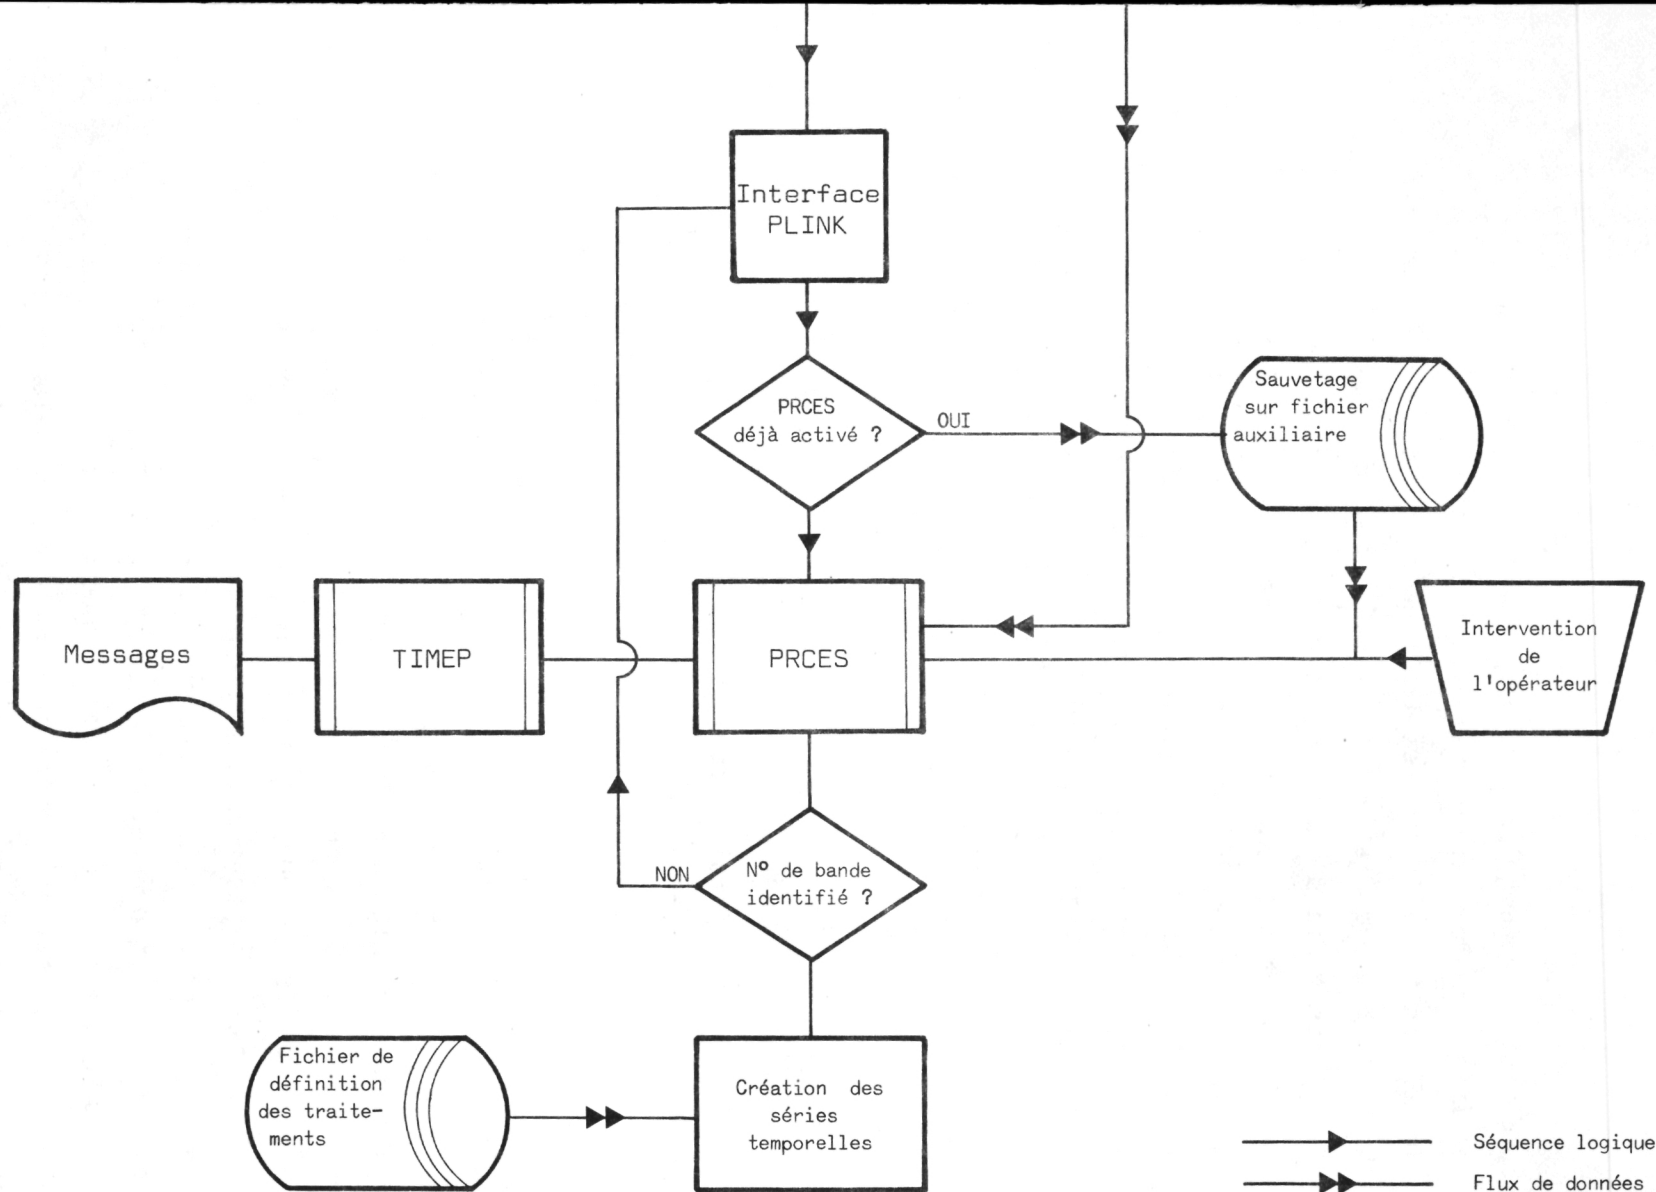 Interface
PLINK
PRCES
déjà activé ?
OUI
Sauvetage
sur fichier
auxiliaire
Messages
TIMEP
PRCES
Intervention
de
l'opérateur
NON
Nº de bande
identifié ?
Fichier de
définition
des traite-
ments
Création des
séries
temporelles
Séquence logique
Flux de données